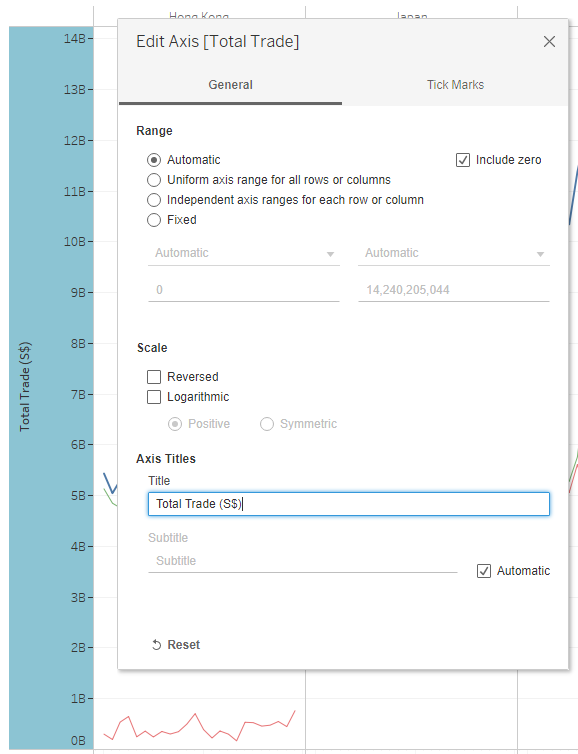 Hong Kong
Japan
Edit Axis [Total Trade]
General
Tick Marks
Range
Automatic
Include zero
Uniform axis range for all rows or columns
Independent axis ranges for each row or column
Fixed
Automatic
Automatic
0
14,240,205,044
Scale
Reversed
Logarithmic
Positive
Symmetric
Axis Titles
Title
Total Trade (S$)
Subtitle
Subtitle
Automatic
Reset
Total Trade (S$)
14B
13B
12B
11B
10B
9B
8B
7B
6B
5B
4B
3B
2B
1B
0B